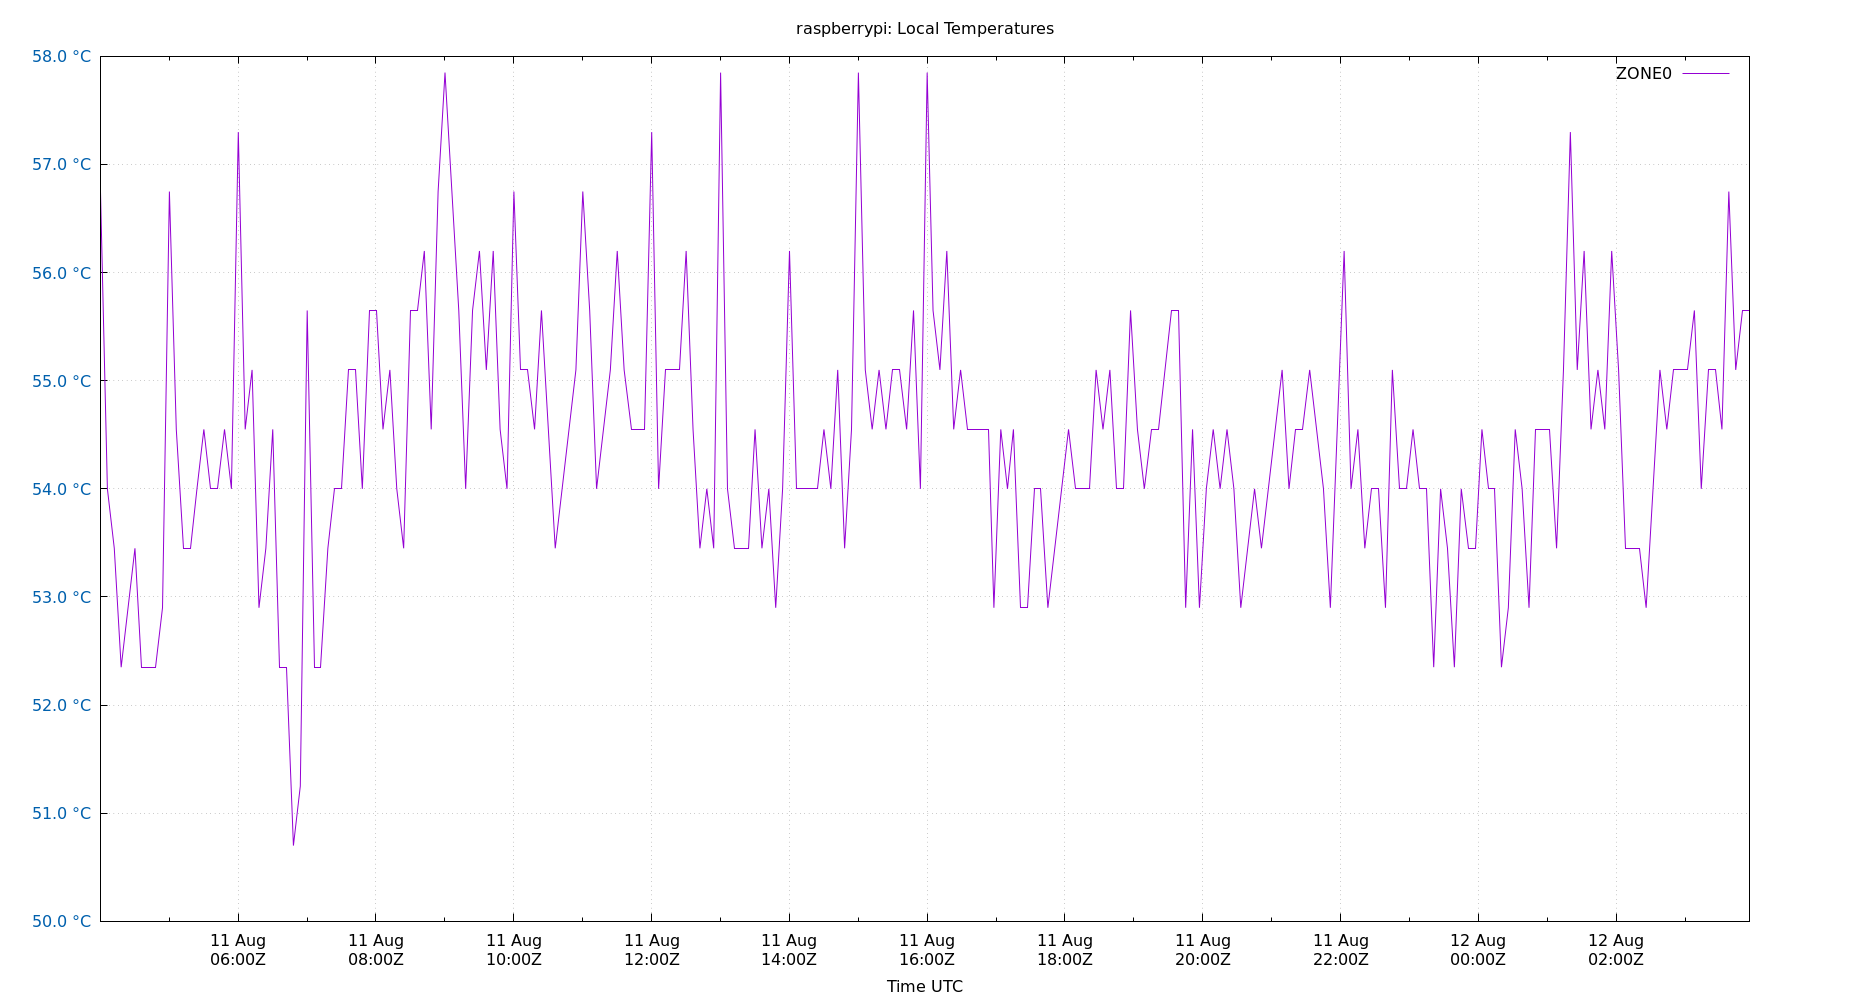 raspberrypi: Local Temperatures
58.0 °C
ZONE0
57.0 °C
56.0 °C
55.0 °C
54.0 °C
53.0 °C
52.0 °C
51.0 °C
50.0 °C
11 Aug 11 Aug 11 Aug 11 Aug 11 Aug 11 Aug 11 Aug 11 Aug 11 Aug 12 Aug 12 Aug
06:00Z 08:00Z 10:00Z 12:00Z 14:00Z 16:00Z 18:00Z 20:00Z 22:00Z 00:00Z 02:00Z
Time UTC